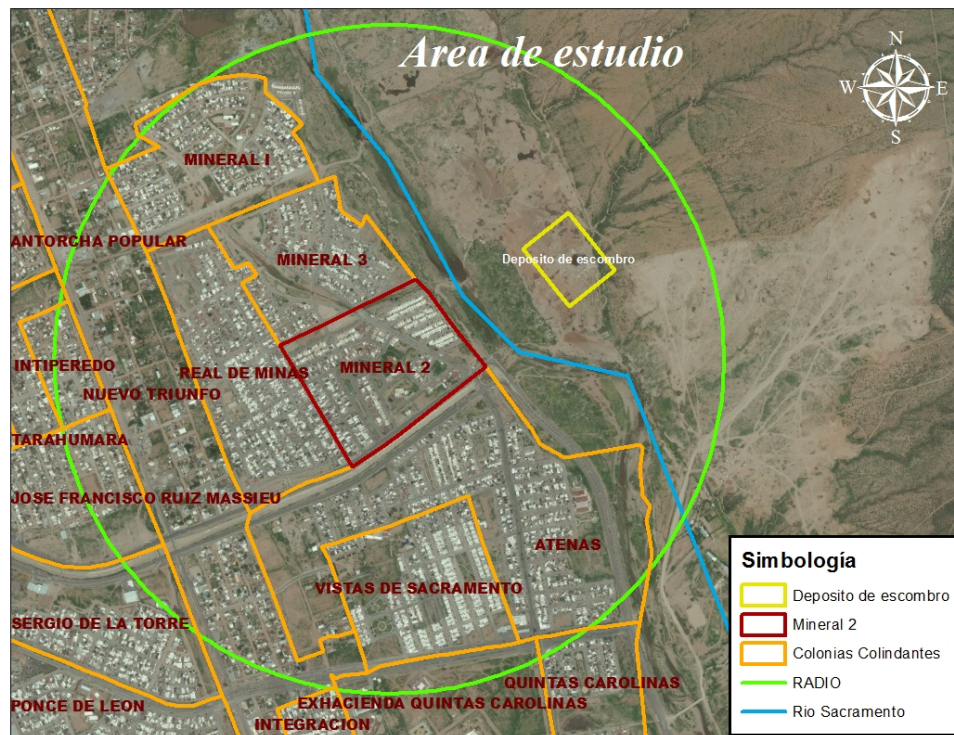 Area de estudio
N
W
E
S
MINERAL I
ANTORCHA POPULAR
MINERAL 3
Deposito de escombro
INTIPEREDO
REAL DE MINAS
MINERAL 2
NUEVO TRIUNFO
TARAHUMARA
JOSE FRANCISCO RUIZ MASSIEU
ATENAS
VISTAS DE SACRAMENTO
SERGIO DE LA TORRE
QUINTAS CAROLINAS
PONCE DE LEON
EXHACIENDA QUINTAS CAROLINAS
INTEGRACION
Simbología
Deposito de escombro
Mineral 2
Colonias Colindantes
RADIO
Rio Sacramento